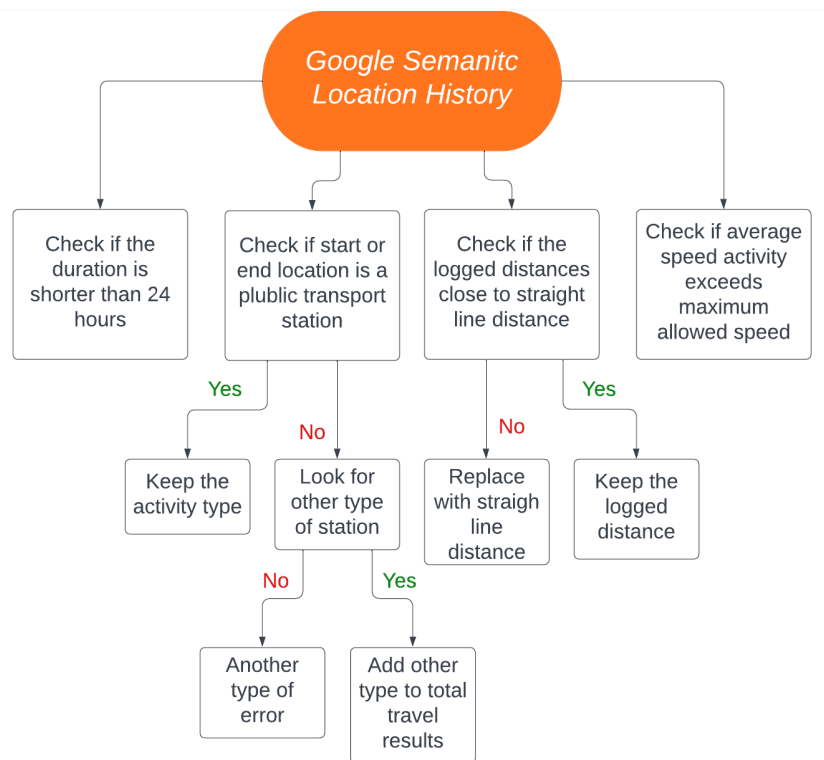 Google Semanitc
Location History
Check if the
duration is
shorter than 24
hours
Check if start or
end location is a
plublic transport
station
Check if the
logged distances
close to straight
line distance
Check if average
speed activity
exceeds
maximum
allowed speed
Yes
No
No
Yes
Keep the
activity type
Look for
other type
of station
Replace
with straigh
line
distance
Keep the
logged
distance
No
Yes
Another
type of
error
Add other
type to total
travel
results